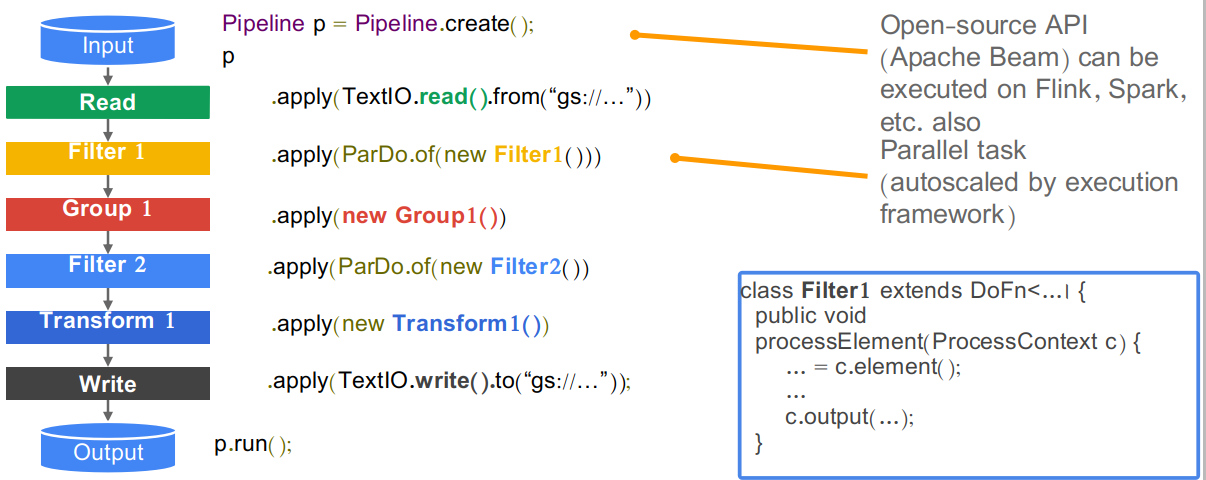 Input
Read
Filter 1
Group 1
Filter 2
Transform 1
Write
Output
Pipeline p = Pipeline.create();
p
.apply(TextIO.read().from(“gs://…”))
.apply(ParDo.of(new Filter1()))
.apply(new Group1())
.apply(ParDo.of(new Filter2())
.apply(new Transform1())
.apply(TextIO.write().to(“gs://…”));
p.run();
Open-source API
(Apache Beam) can be
executed on Flink, Spark,
etc. also
Parallel task
(autoscaled by execution
framework)
class Filter1 extends DoFn<...| {
public void
processElement(ProcessContext c) {
... = c.element();
...
c.output(...);
}